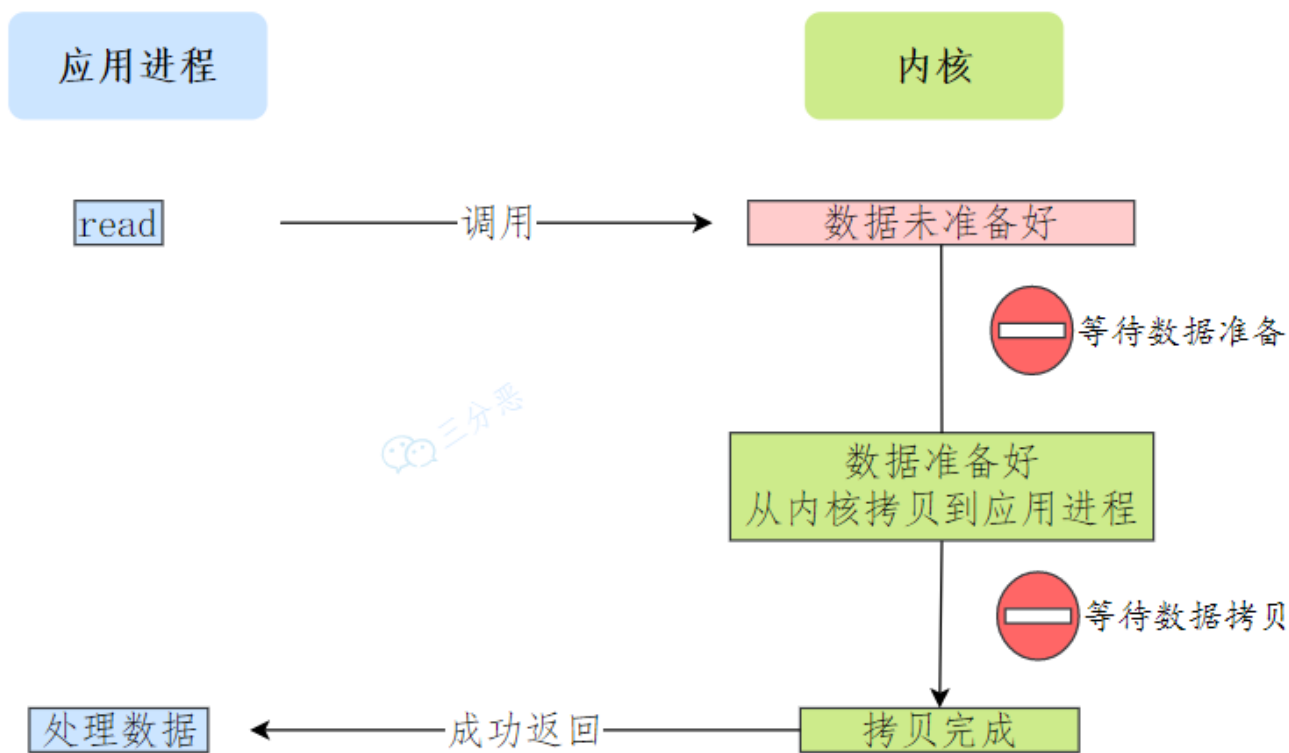 应用进程
内核
read
调用
数据未准备好
等待数据准备
三分恶
数据准备好
从内核拷贝到应用进程
等待数据拷贝
处理数据
成功返回
拷贝完成